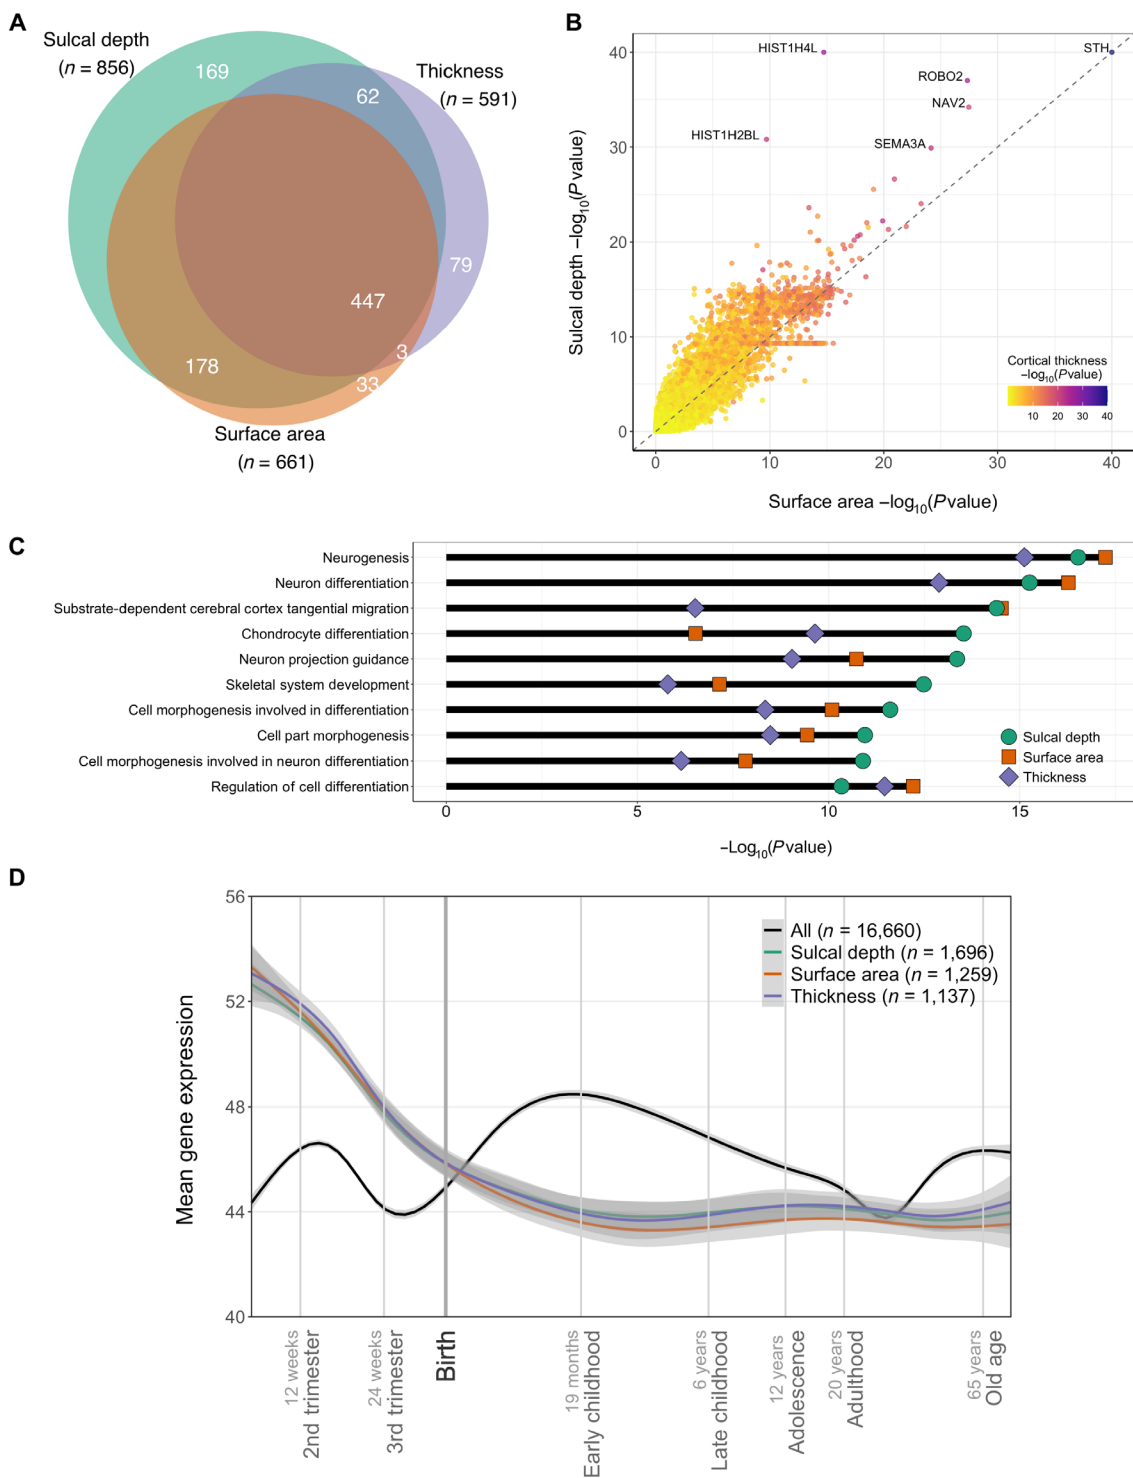 A
Sulcal depth
(n = 856)
Thickness
(n = 591)
169
62
79
447
3
178
33
Surface area
(n = 661)
B
Sulcal depth –log10(Pvalue)
40
30
20
10
0
HIST1H4L
STH
ROBO2
NAV2
HIST1H2BL
SEMA3A
Cortical thickness
–log10(Pvalue)
10 20 30 40
0 10 20 30 40
Surface area –log10(Pvalue)
C
Neurogenesis
Neuron differentiation
Substrate-dependent cerebral cortex tangential migration
Chondrocyte differentiation
Neuron projection guidance
Skeletal system development
Cell morphogenesis involved in differentiation
Cell part morphogenesis
Cell morphogenesis involved in neuron differentiation
Regulation of cell differentiation
Sulcal depth
Surface area
Thickness
0 5 10 15
–Log10(Pvalue)
D
Mean gene expression
56
52
48
44
40
All (n = 16,660)
Sulcal depth (n = 1,696)
Surface area (n = 1,259)
Thickness (n = 1,137)
12 weeks
2nd trimester
24 weeks
3rd trimester
Birth
19 months
Early childhood
6 years
Late childhood
12 years
Adolescence
20 years
Adulthood
65 years
Old age